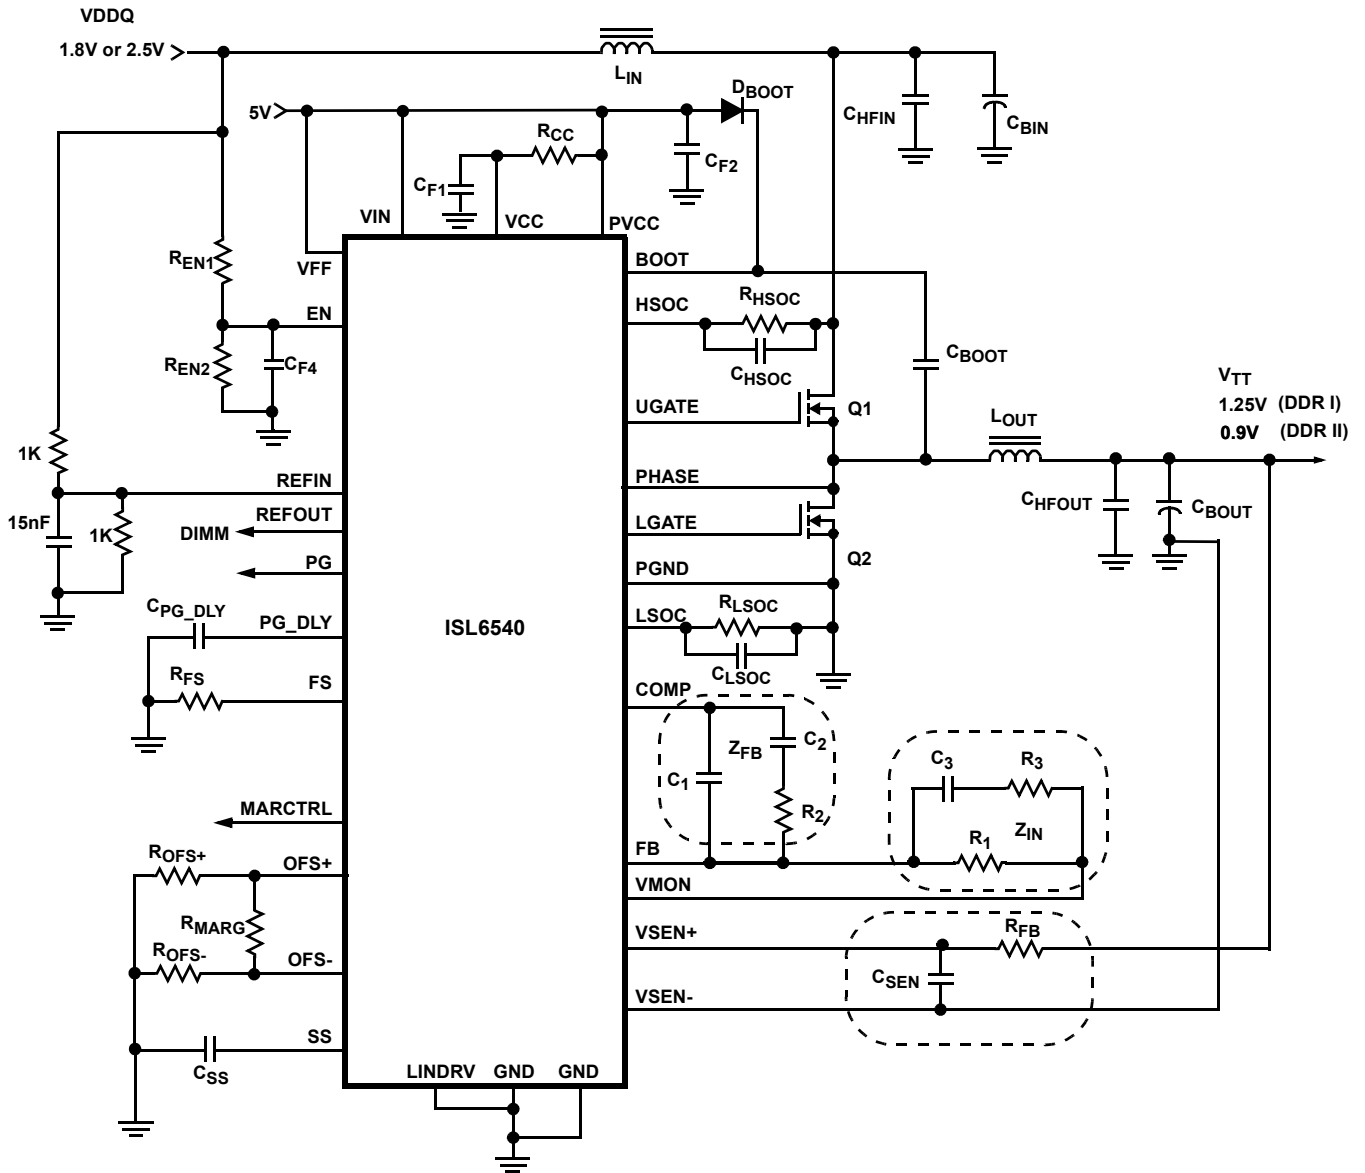 VDDQ
1.8V or 2.5V
LIN
5V
DBOOT
CHFIN
CBIN
RCC
CF1
CF2
VIN
VCC
PVCC
VFF
BOOT
REN1
HSOC
RHSOC
CHSOC
EN
REN2
CF4
CBOOT
UGATE
Q1
VTT
1.25V (DDR I)
0.9V (DDR II)
LOUT
1K
REFIN
PHASE
CHFOUT
CBOUT
15nF
1K
REFOUT
DIMM
LGATE
Q2
PG
PGND
CPG_DLY
PG_DLY
ISL6540
LSOC
RLSOC
CLSOC
RFS
FS
COMP
ZFB
C2
C1
R2
C3
R3
ZIN
R1
MARCTRL
FB
ROFS+
OFS+
VMON
RMARG
VSEN+
RFB
ROFS-
OFS-
CSEN
VSEN-
SS
CSS
LINDRV
GND
GND